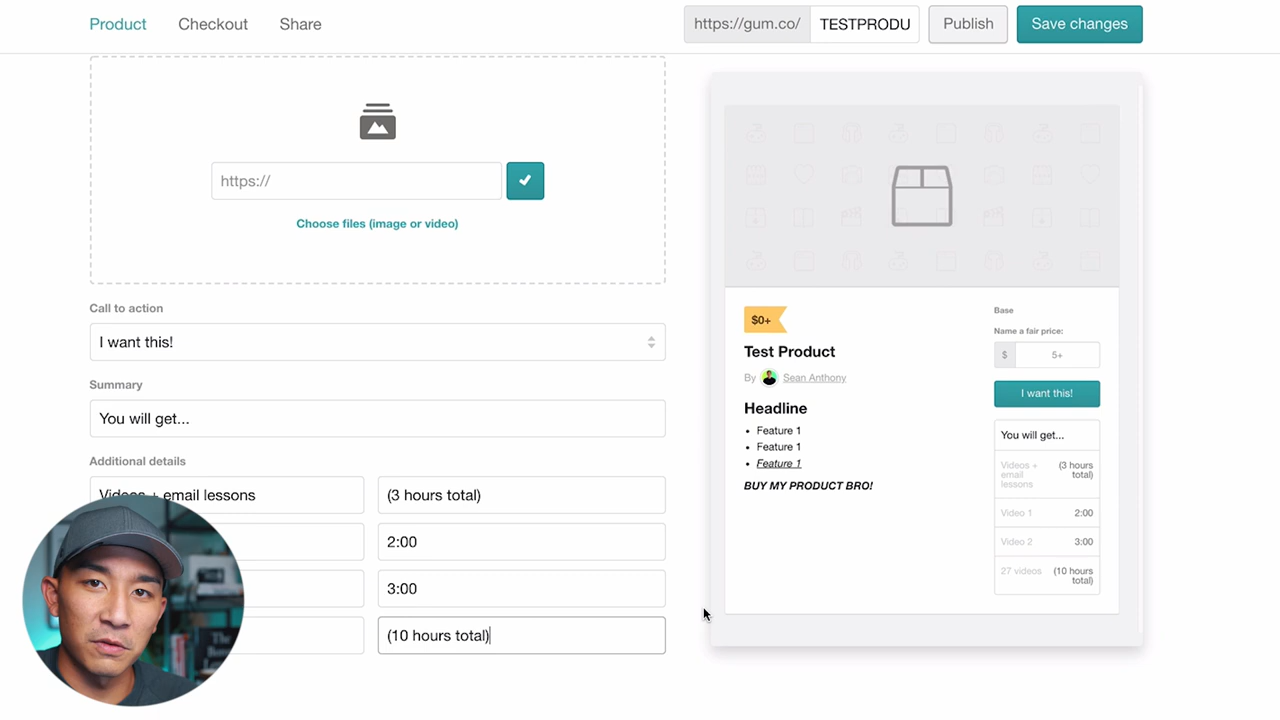 Product Checkout Share https://gum.co/ TESTPRODU Publish Save changes
https://
Choose files (image or video)
Call to action
I want this!
Summary
You will get...
Additional details
Videos + email lessons (3 hours total)
2:00
3:00
(10 hours total)
$0+
Test Product
By Sean Anthony
Headline
• Feature 1
• Feature 1
• Feature 1
BUY MY PRODUCT BRO!
Base
Name a fair price:
$ 5+
I want this!
You will get...
Videos + (3 hours
email total)
lessons
Video 1 2:00
Video 2 3:00
27 videos (10 hours
total)